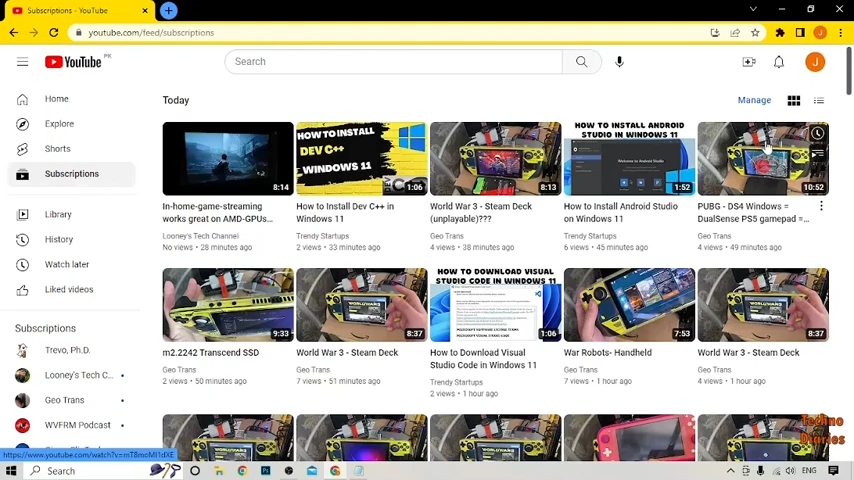 Subscriptions - YouTube
youtube.com/feed/subscriptions
YouTube PK
Search
J
Home
Explore
Shorts
Subscriptions
Library
History
Watch later
Liked videos
Subscriptions
Trevo, Ph.D.
Looney's Tech C...
Geo Trans
WVFRM Podcast
Today
Manage
8:14
HOW TO INSTALL
DEV C++
WINDOWS 11
1:06
8:13
HOW TO INSTALL ANDROID
STUDIO IN WINDOWS 11
Welcome to Android Studio
1:52
10:52
In-home-game-streaming
works great on AMD-GPUs...
Looney's Tech Channel
No views • 28 minutes ago
How to Install Dev C++ in
Windows 11
Trendy Startups
2 views • 33 minutes ago
World War 3 - Steam Deck
(unplayable)???
Geo Trans
4 views • 38 minutes ago
How to Install Android Studio
on Windows 11
Trendy Startups
6 views • 45 minutes ago
PUBG - DS4 Windows =
DualSense PS5 gamepad =...
Geo Trans
4 views • 49 minutes ago
9:33
8:37
HOW TO DOWNLOAD VISUAL
STUDIO CODE IN WINDOWS 11
1:06
7:53
8:37
m2.2242 Transcend SSD
Geo Trans
2 views • 50 minutes ago
World War 3 - Steam Deck
Geo Trans
7 views • 51 minutes ago
How to Download Visual
Studio Code in Windows 11
Trendy Startups
2 views • 1 hour ago
War Robots- Handheld
Geo Trans
7 views • 1 hour ago
World War 3 - Steam Deck
Geo Trans
4 views • 1 hour ago
Techno
Diaries
Search
ENG